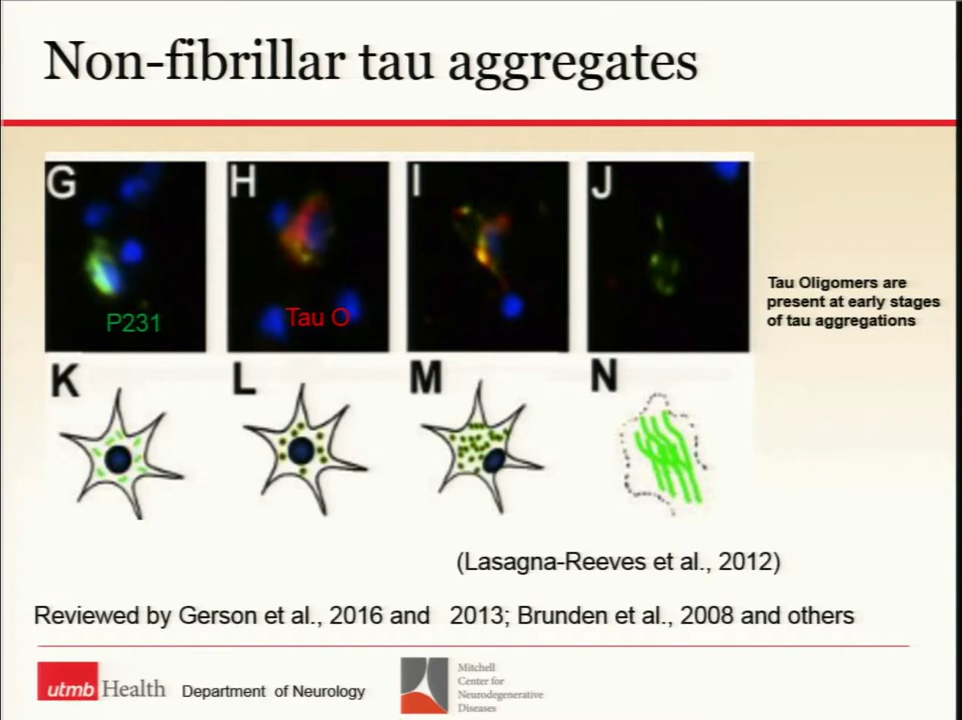 Non-fibrillar tau aggregates
G
H
I
J
P231
Tau O
Tau Oligomers are
present at early stages
of tau aggregations
K
L
M
N
(Lasagna-Reeves et al., 2012)
Reviewed by Gerson et al., 2016 and 2013; Brunden et al., 2008 and others
utmb Health Department of Neurology
Mitchell
Center for
Neurodegenerative
Diseases